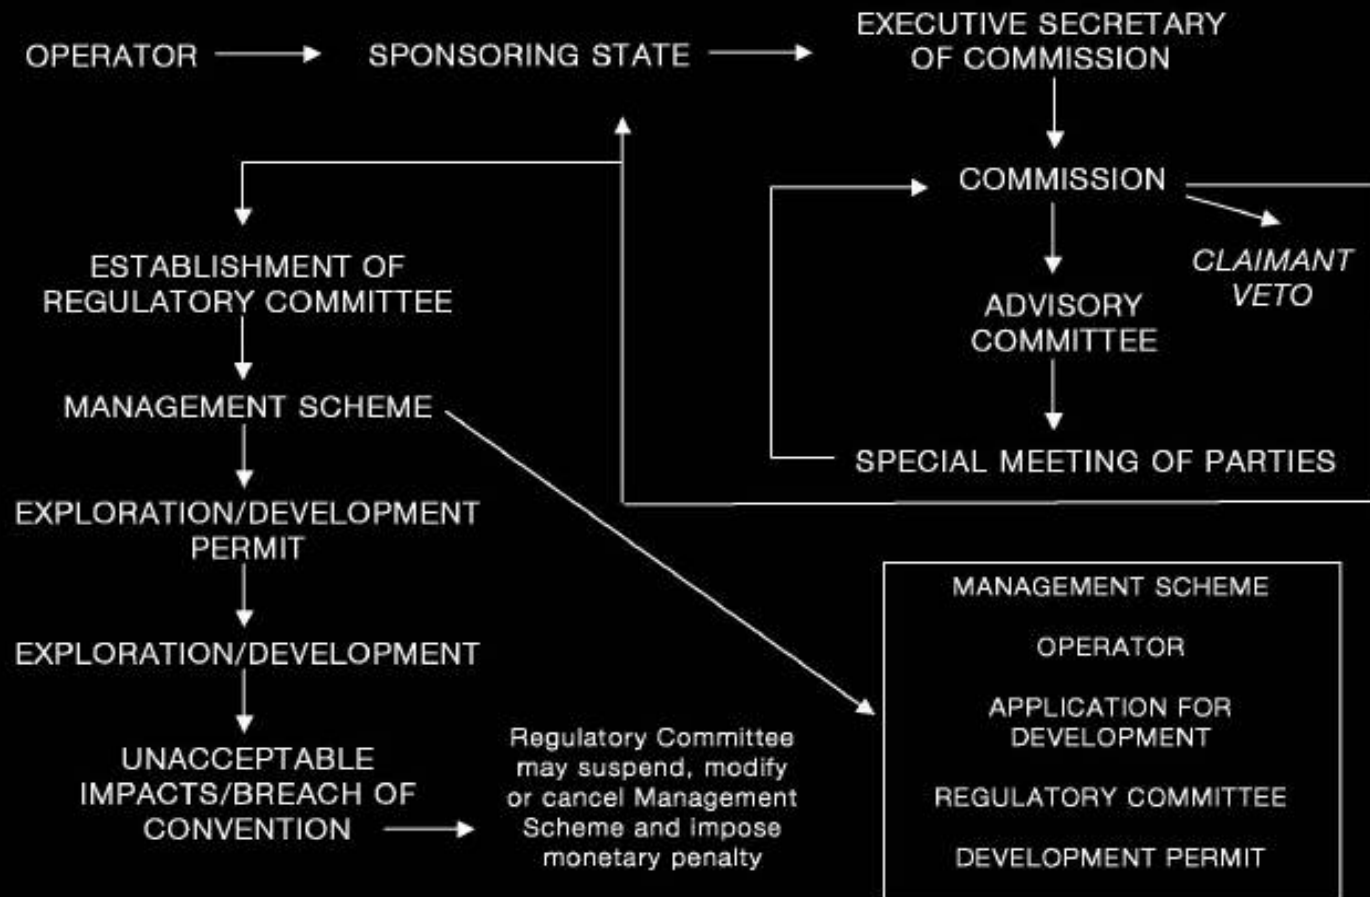 OPERATOR
SPONSORING STATE
EXECUTIVE SECRETARY
OF COMMISSION
COMMISSION
CLAIMANT
VETO
ADVISORY
COMMITTEE
SPECIAL MEETING OF PARTIES
ESTABLISHMENT OF
REGULATORY COMMITTEE
MANAGEMENT SCHEME
EXPLORATION/DEVELOPMENT
PERMIT
EXPLORATION/DEVELOPMENT
UNACCEPTABLE
IMPACTS/BREACH OF
CONVENTION
Regulatory Committee
may suspend, modify
or cancel Management
Scheme and impose
monetary penalty
MANAGEMENT SCHEME
OPERATOR
APPLICATION FOR
DEVELOPMENT
REGULATORY COMMITTEE
DEVELOPMENT PERMIT